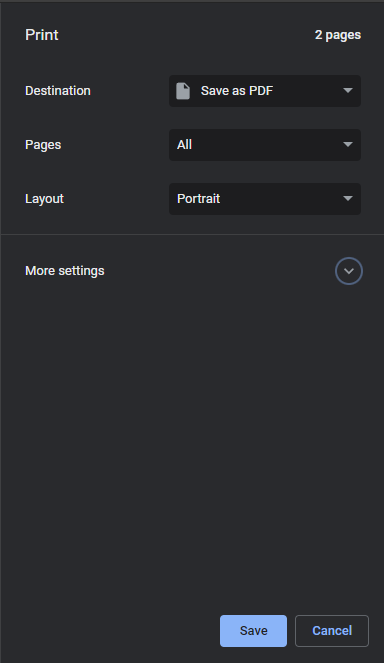 Print 2 pages
Destination Save as PDF
Pages All
Layout Portrait
More settings
Save Cancel